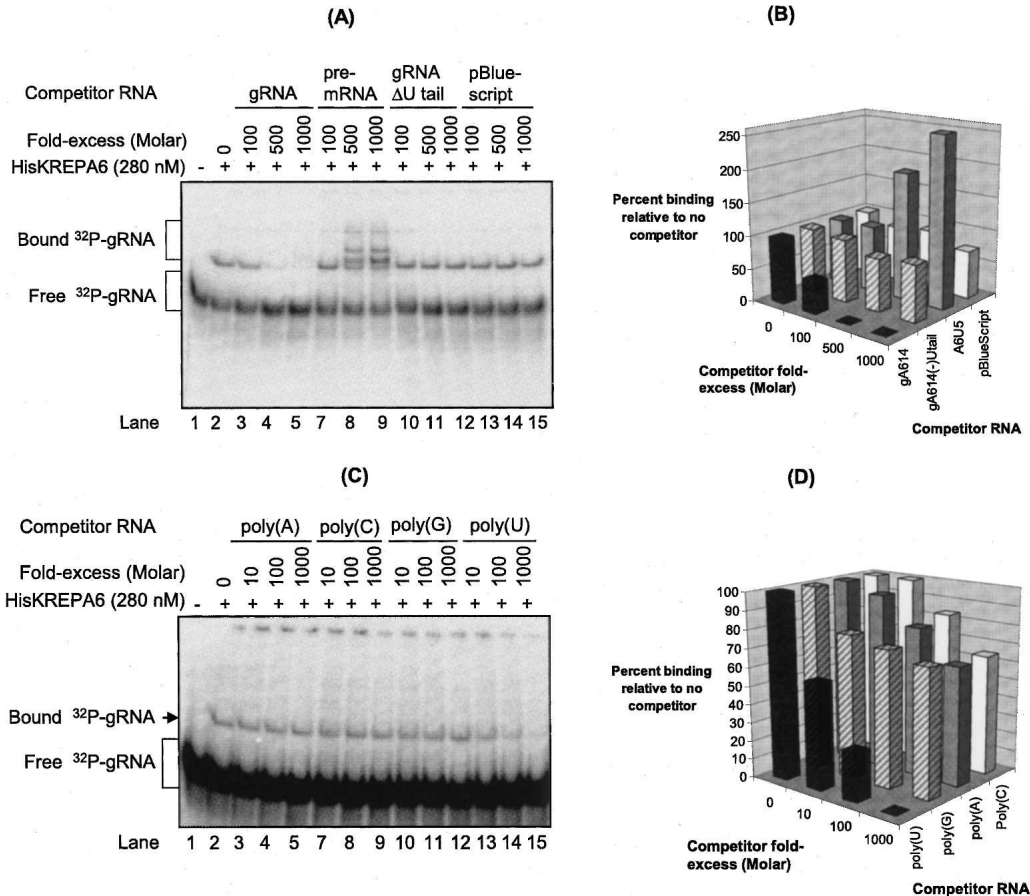 (A)
Competitor RNA
gRNA
pre-
mRNA
gRNA
ΔU tail
pBlue-
script
Fold-excess (Molar)
0 100 500 1000 100 500 1000 100 500 1000 100 500 1000
HisKREPA6 (280 nM) - + + + + + + + + + + + + +
Bound ³²P-gRNA
Free ³²P-gRNA
Lane 1 2 3 4 5 7 8 9 10 11 12 13 14 15
(B)
Percent binding
relative to no
competitor
250
200
150
100
50
0
0 100 500 1000
Competitor fold-
excess (Molar)
gA614
gA614(-)Utail
A6U5
pBlueScript
Competitor RNA
(C)
Competitor RNA
poly(A) poly(C) poly(G) poly(U)
Fold-excess (Molar)
0 10 100 1000 10 100 1000 10 100 1000 10 100 1000
HisKREPA6 (280 nM) - + + + + + + + + + + + + +
Bound ³²P-gRNA
Free ³²P-gRNA
Lane 1 2 3 4 5 7 8 9 10 11 12 13 14 15
(D)
Percent binding
relative to no
competitor
100
90
80
70
60
50
40
30
20
10
0
0 10 100 1000
Competitor fold-
excess (Molar)
poly(U)
poly(G)
poly(A)
Poly(C)
Competitor RNA